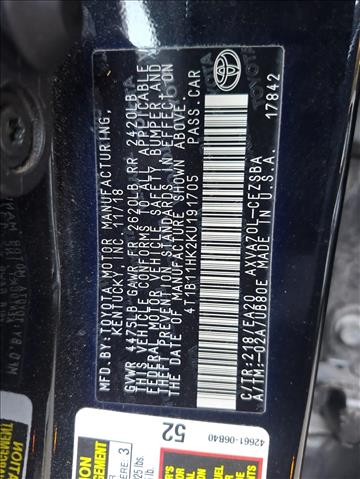 MFD. BY: TOYOTA MOTOR MANUFACTURING
KENTUCKY, INC. 11/18
GVWR 4475LB GAWR FR 2620LB RR 2420LB
THIS VEHICLE CONFORMS TO ALL APPLICABLE
FEDERAL MOTOR VEHICLE SAFETY, BUMPER, AND
THEFT PREVENTION STANDARDS IN EFFECT ON
THE DATE OF MANUFACTURE SHOWN ABOVE.
4T1B11HK2KU191705 PASS.CAR
C/TR: 218/EA20 AXVA70L-CEZSBA
A/TM: -02A/UB80E MADE IN U.S.A.
17842
TOYOTA
52
42661-06B40